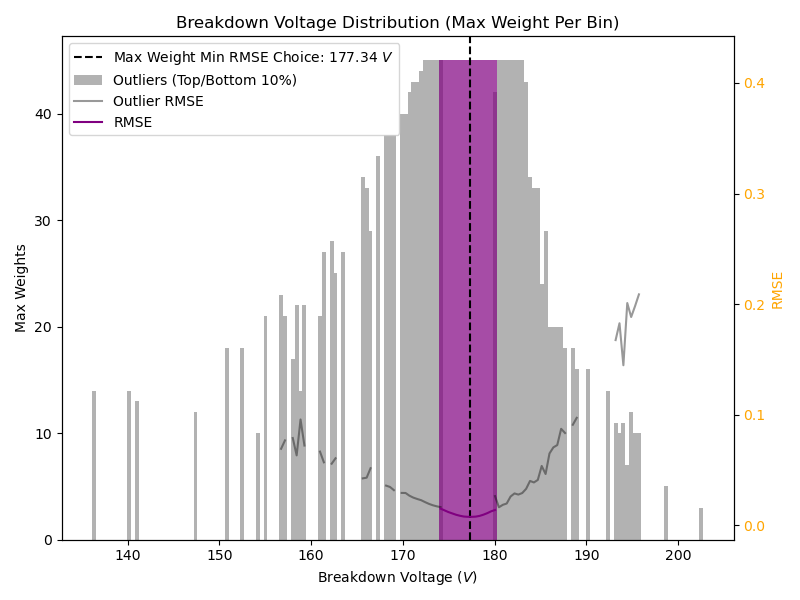 Breakdown Voltage Distribution (Max Weight Per Bin)
Max Weight Min RMSE Choice: 177.34 V
Outliers (Top/Bottom 10%)
Outlier RMSE
RMSE
Max Weights
40
30
20
10
0
0.4
0.3
0.2
0.1
0.0
RMSE
140 150 160 170 180 190 200
Breakdown Voltage (V)